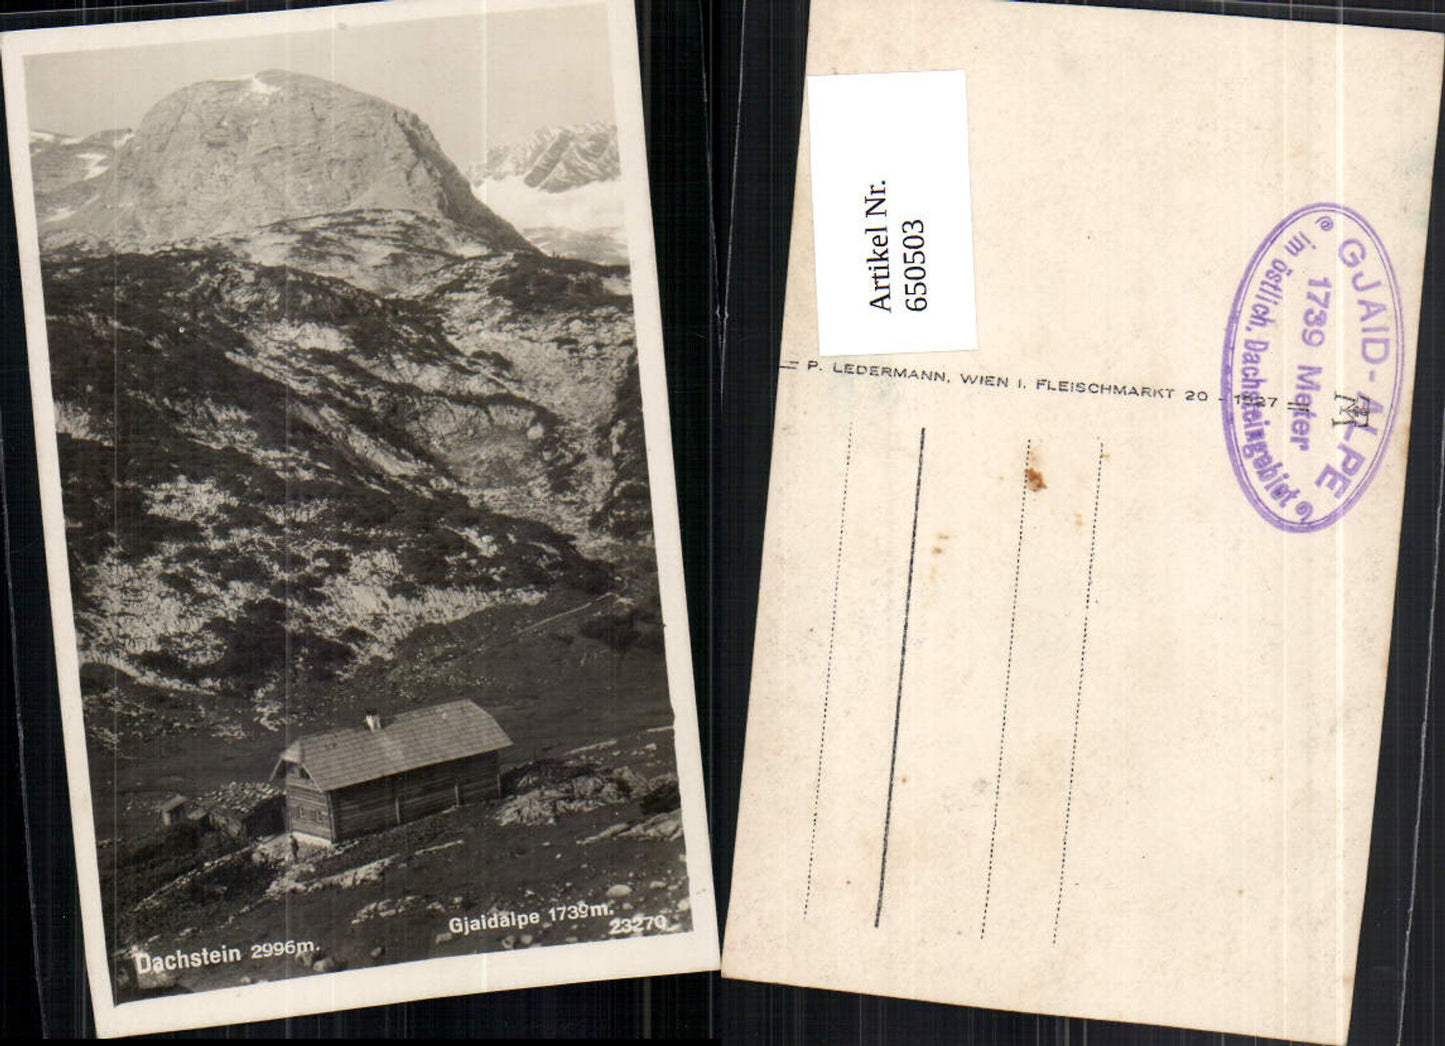 Dachstein 2996m.
Gjaidalpe 1739m.
23270
Artikel Nr.
650503
P. LEDERMANN, WIEN I. FLEISCHMARKT 20 - 1927
GJAID-ALPE
1739 Meter
im östlich. Dachsteingebiet